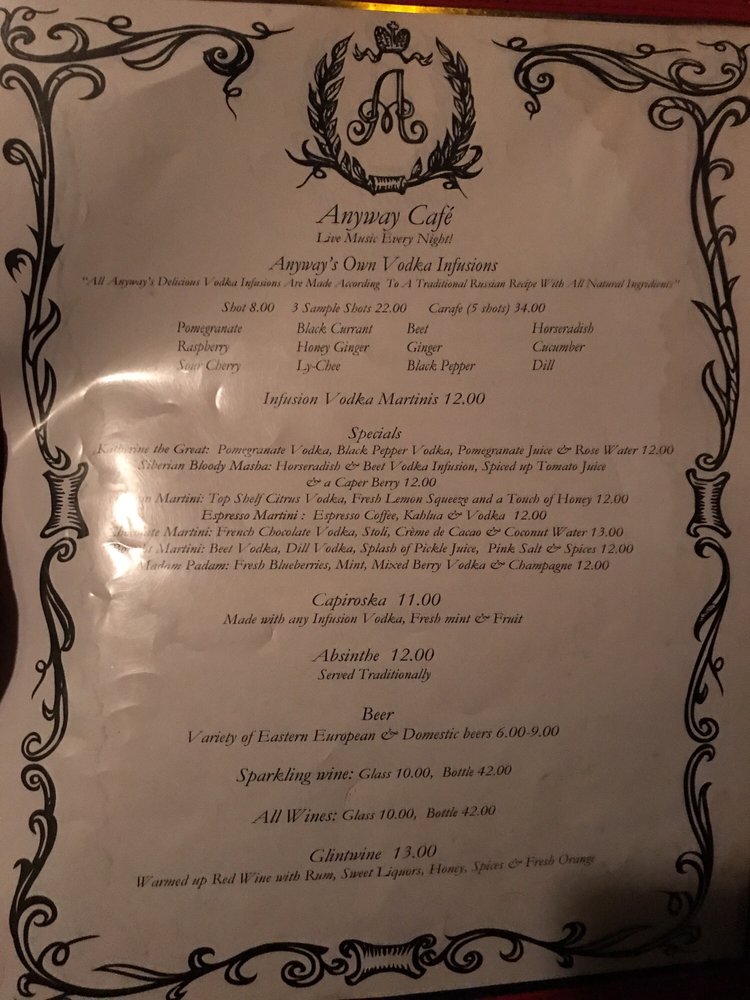 A
Anyway Café
Live Music Every Night!
Anyway's Own Vodka Infusions
"All Anyway's Delicious Vodka Infusions Are Made According To A Traditional Russian Recipe With All Natural Ingredients"
Shot 8.00 3 Sample Shots 22.00 Carafe (5 shots) 34.00
Pomegranate Black Currant Beet Horseradish
Raspberry Honey Ginger Ginger Cucumber
Sour Cherry Ly-Chee Black Pepper Dill
Infusion Vodka Martinis 12.00
Specials
Katherine the Great: Pomegranate Vodka, Black Pepper Vodka, Pomegranate Juice & Rose Water 12.00
Siberian Bloody Masha: Horseradish & Beet Vodka Infusion, Spiced up Tomato Juice
& a Caper Berry 12.00
Martini: Top Shelf Citrus Vodka, Fresh Lemon Squeeze and a Touch of Honey 12.00
Espresso Martini : Espresso Coffee, Kahlua & Vodka 12.00
Chocolate Martini: French Chocolate Vodka, Stoli, Crème de Cacao & Coconut Water 13.00
Martini: Beet Vodka, Dill Vodka, Splash of Pickle Juice, Pink Salt & Spices 12.00
Madam Padam: Fresh Blueberries, Mint, Mixed Berry Vodka & Champagne 12.00
Capiroska 11.00
Made with any Infusion Vodka, Fresh mint & Fruit
Absinthe 12.00
Served Traditionally
Beer
Variety of Eastern European & Domestic beers 6.00-9.00
Sparkling wine: Glass 10.00, Bottle 42.00
All Wines: Glass 10.00, Bottle 42.00
Glintwine 13.00
Warmed up Red Wine with Rum, Sweet Liquors, Honey, Spices & Fresh Orange